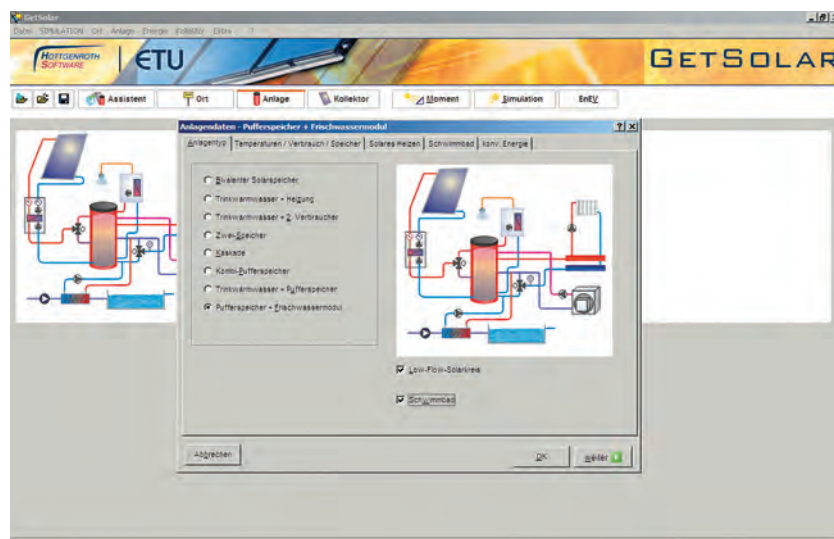 GetSolar
Datei SIMULATION Ort Anlage Energie Kollektor Extra ?
HOTTGENROTH
SOFTWARE
ETU
GETSOLAR
Assistent Ort Anlage Kollektor Moment Simulation EnEV
Anlagendaten - Pufferspeicher + Frischwassermodul
Anlagentyp Temperaturen / Verbrauch / Speicher Solares Heizen Schwimmbad konv. Energie
Bivalenter Solarspeicher
Trinkwarmwasser + Heizung
Trinkwarmwasser + 2. Verbraucher
Zwei-Speicher
Kaskade
Kombi-Pufferspeicher
Trinkwarmwasser + Pufferspeicher
Pufferspeicher + Frischwassermodul
Low-Flow-Solarkreis
Schwimmbad
Abbrechen OK weiter